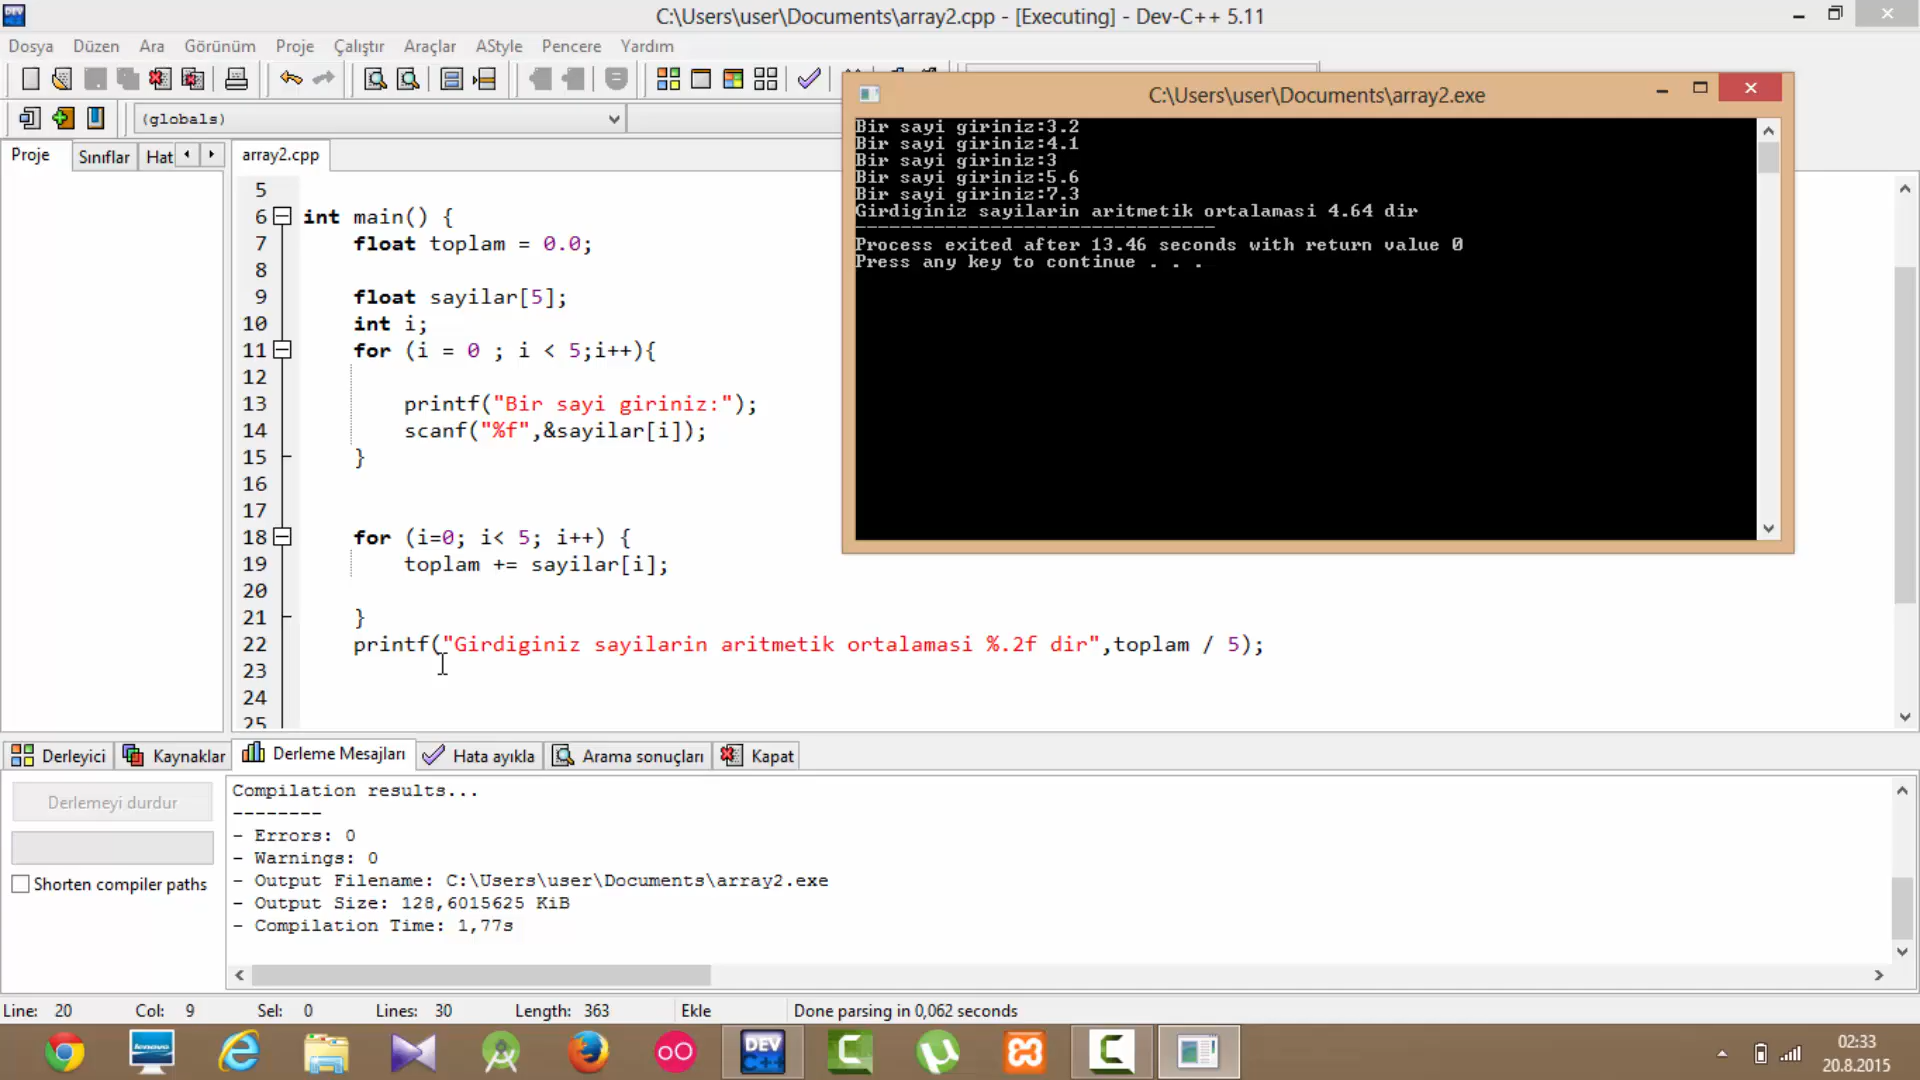 C:\Users\user\Documents\array2.cpp - [Executing] - Dev-C++ 5.11
Dosya Düzen Ara Görünüm Proje Çalıştır Araçlar AStyle Pencere Yardım
(globals)
Proje Sınıflar Hat
array2.cpp
C:\Users\user\Documents\array2.exe
Bir sayi giriniz:3.2
Bir sayi giriniz:4.1
Bir sayi giriniz:3
Bir sayi giriniz:5.6
Bir sayi giriniz:7.3
Girdiginiz sayilarin aritmetik ortalamasi 4.64 dir
--------------------------------
Process exited after 13.46 seconds with return value 0
Press any key to continue . . .
5
6 int main() {
7 float toplam = 0.0;
8
9 float sayilar[5];
10 int i;
11 for (i = 0 ; i < 5;i++){
12
13 printf("Bir sayi giriniz:");
14 scanf("%f",&sayilar[i]);
15 }
16
17
18 for (i=0; i< 5; i++) {
19 toplam += sayilar[i];
20
21 }
22 printf("Girdiginiz sayilarin aritmetik ortalamasi %.2f dir",toplam / 5);
23
24
25
Derleyici Kaynaklar Derleme Mesajları Hata ayıkla Arama sonuçları Kapat
Derlemeyi durdur
Shorten compiler paths
Compilation results...
--------
- Errors: 0
- Warnings: 0
- Output Filename: C:\Users\user\Documents\array2.exe
- Output Size: 128,6015625 KiB
- Compilation Time: 1,77s
Line: 20 Col: 9 Sel: 0 Lines: 30 Length: 363 Ekle Done parsing in 0,062 seconds
lenovo
DEV C++
02:33
20.8.2015